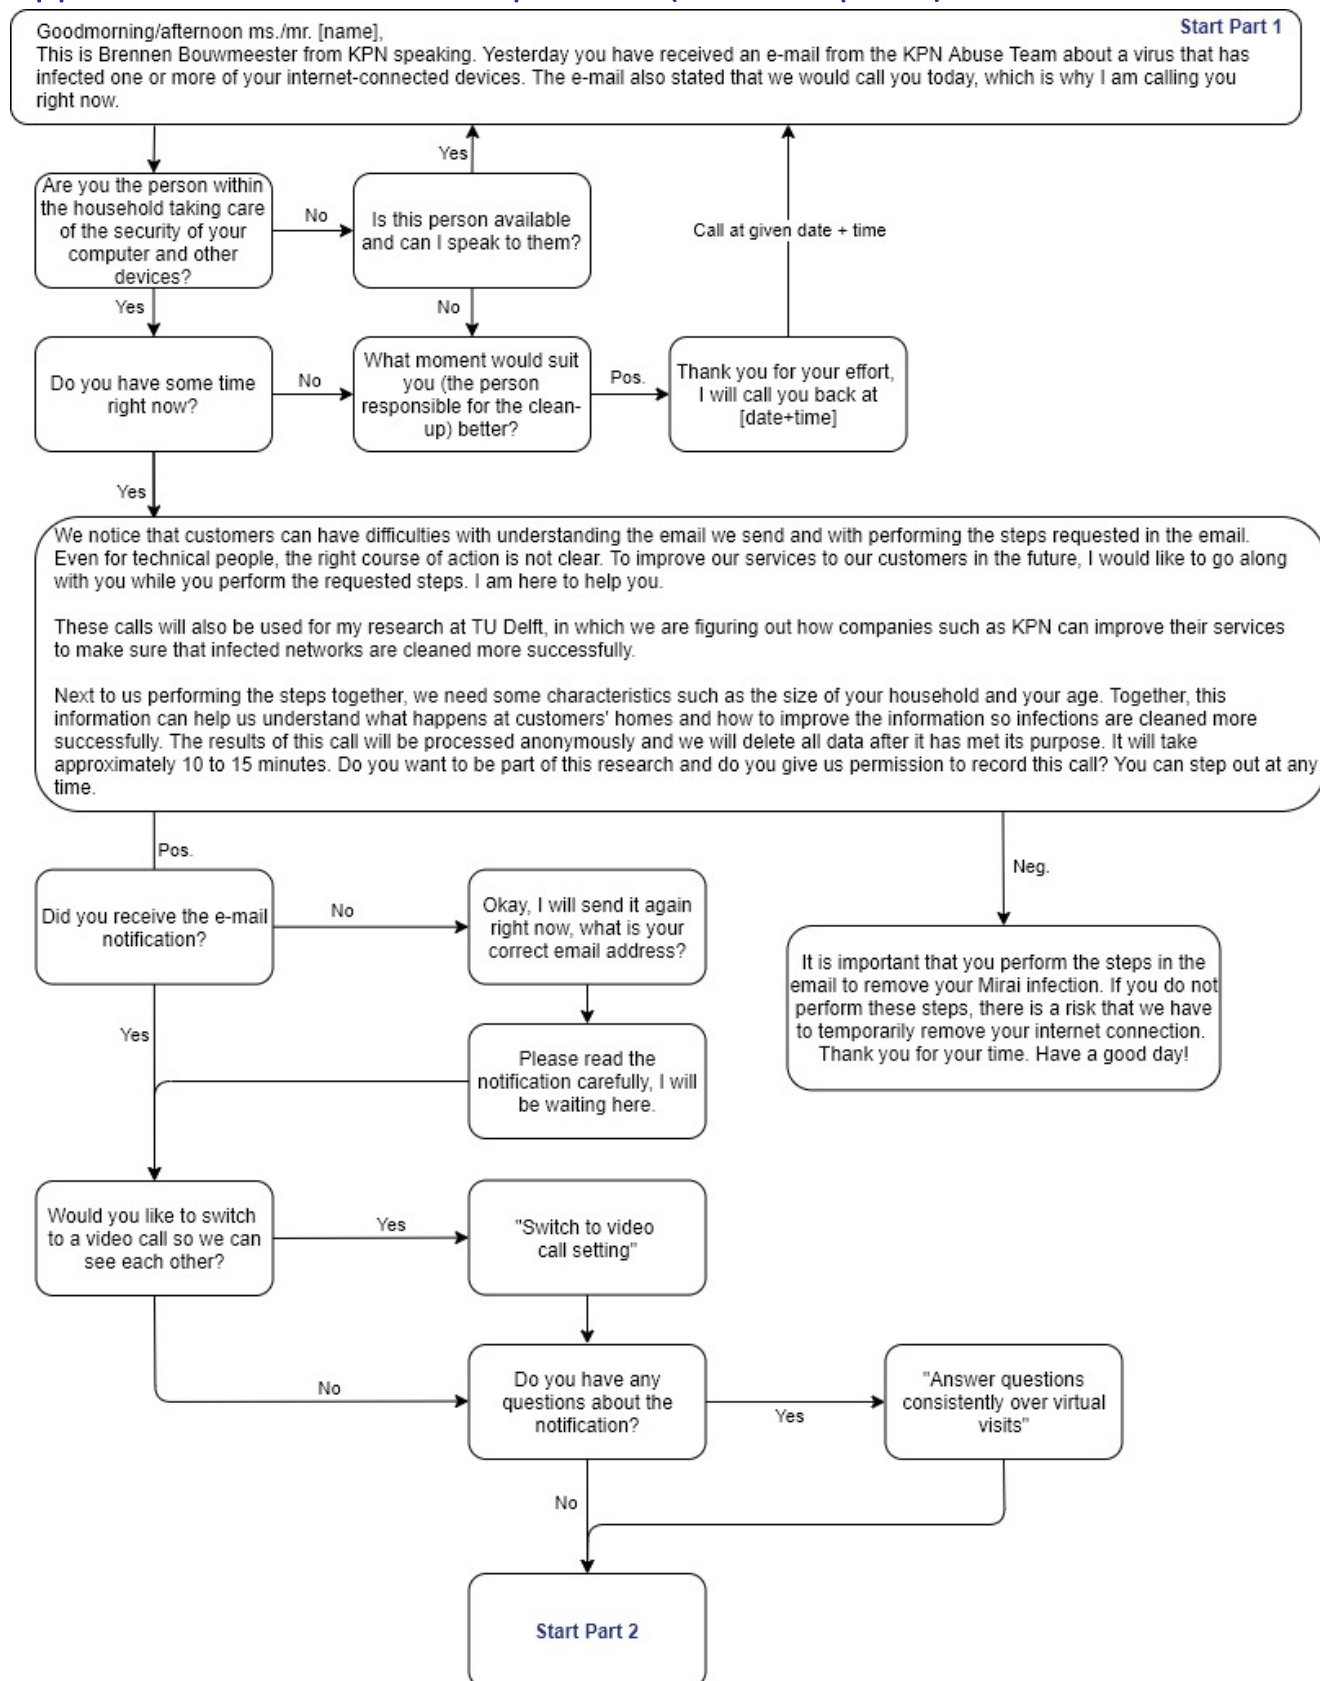 Start Part 1
Goodmorning/afternoon ms./mr. [name],
This is Brennen Bouwmeester from KPN speaking. Yesterday you have received an e-mail from the KPN Abuse Team about a virus that has
infected one or more of your internet-connected devices. The e-mail also stated that we would call you today, which is why I am calling you
right now.
Yes
Are you the person within
the household taking care
of the security of your
computer and other
devices?
No
Is this person available
and can I speak to them?
Call at given date + time
Yes
No
Do you have some time
right now?
No
What moment would suit
you (the person
responsible for the clean-
up) better?
Pos.
Thank you for your effort,
I will call you back at
[date+time]
Yes
We notice that customers can have difficulties with understanding the email we send and with performing the steps requested in the email.
Even for technical people, the right course of action is not clear. To improve our services to our customers in the future, I would like to go along
with you while you perform the requested steps. I am here to help you.
These calls will also be used for my research at TU Delft, in which we are figuring out how companies such as KPN can improve their services
to make sure that infected networks are cleaned more successfully.
Next to us performing the steps together, we need some characteristics such as the size of your household and your age. Together, this
information can help us understand what happens at customers' homes and how to improve the information so infections are cleaned more
successfully. The results of this call will be processed anonymously and we will delete all data after it has met its purpose. It will take
approximately 10 to 15 minutes. Do you want to be part of this research and do you give us permission to record this call? You can step out at any
time.
Pos.
Neg.
Did you receive the e-mail
notification?
No
Okay, I will send it again
right now, what is your
correct email address?
It is important that you perform the steps in the
email to remove your Mirai infection. If you do not
perform these steps, there is a risk that we have
to temporarily remove your internet connection.
Thank you for your time. Have a good day!
Yes
Please read the
notification carefully, I will
be waiting here.
Would you like to switch
to a video call so we can
see each other?
Yes
"Switch to video
call setting"
No
Do you have any
questions about the
notification?
Yes
"Answer questions
consistently over virtual
visits"
No
Start Part 2